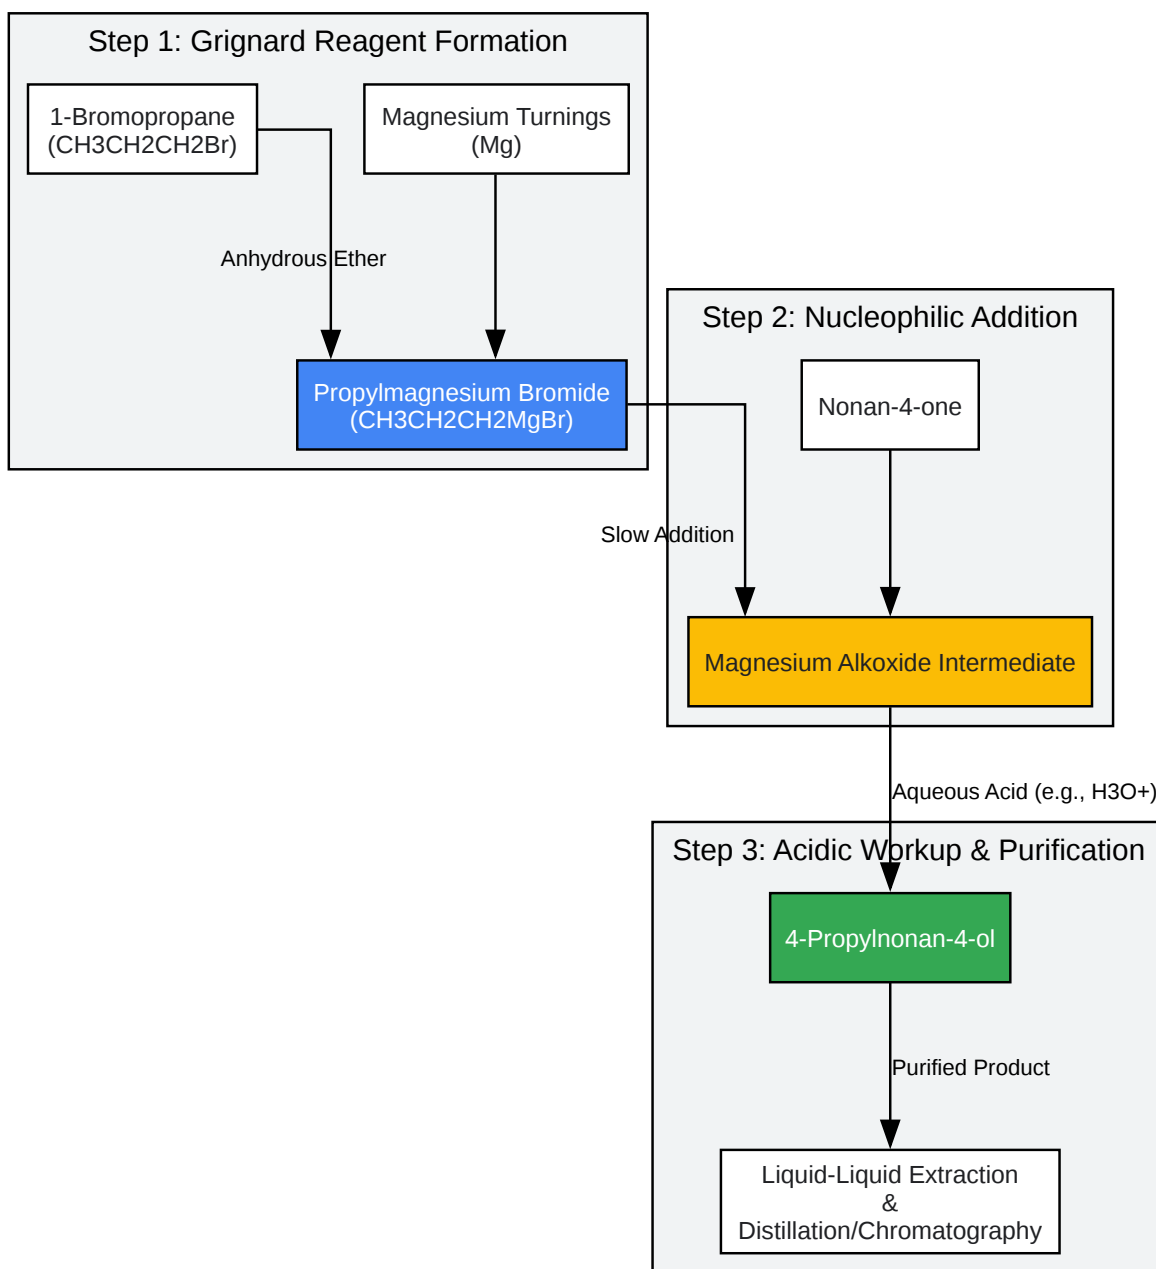 Step 1: Grignard Reagent Formation
1-Bromopropane
(CH3CH2CH2Br)
Magnesium Turnings
(Mg)
Anhydrous Ether
Propylmagnesium Bromide
(CH3CH2CH2MgBr)
Step 2: Nucleophilic Addition
Nonan-4-one
Slow Addition
Magnesium Alkoxide Intermediate
Aqueous Acid (e.g., H3O+)
Step 3: Acidic Workup & Purification
4-Propylnonan-4-ol
Purified Product
Liquid-Liquid Extraction
&
Distillation/Chromatography